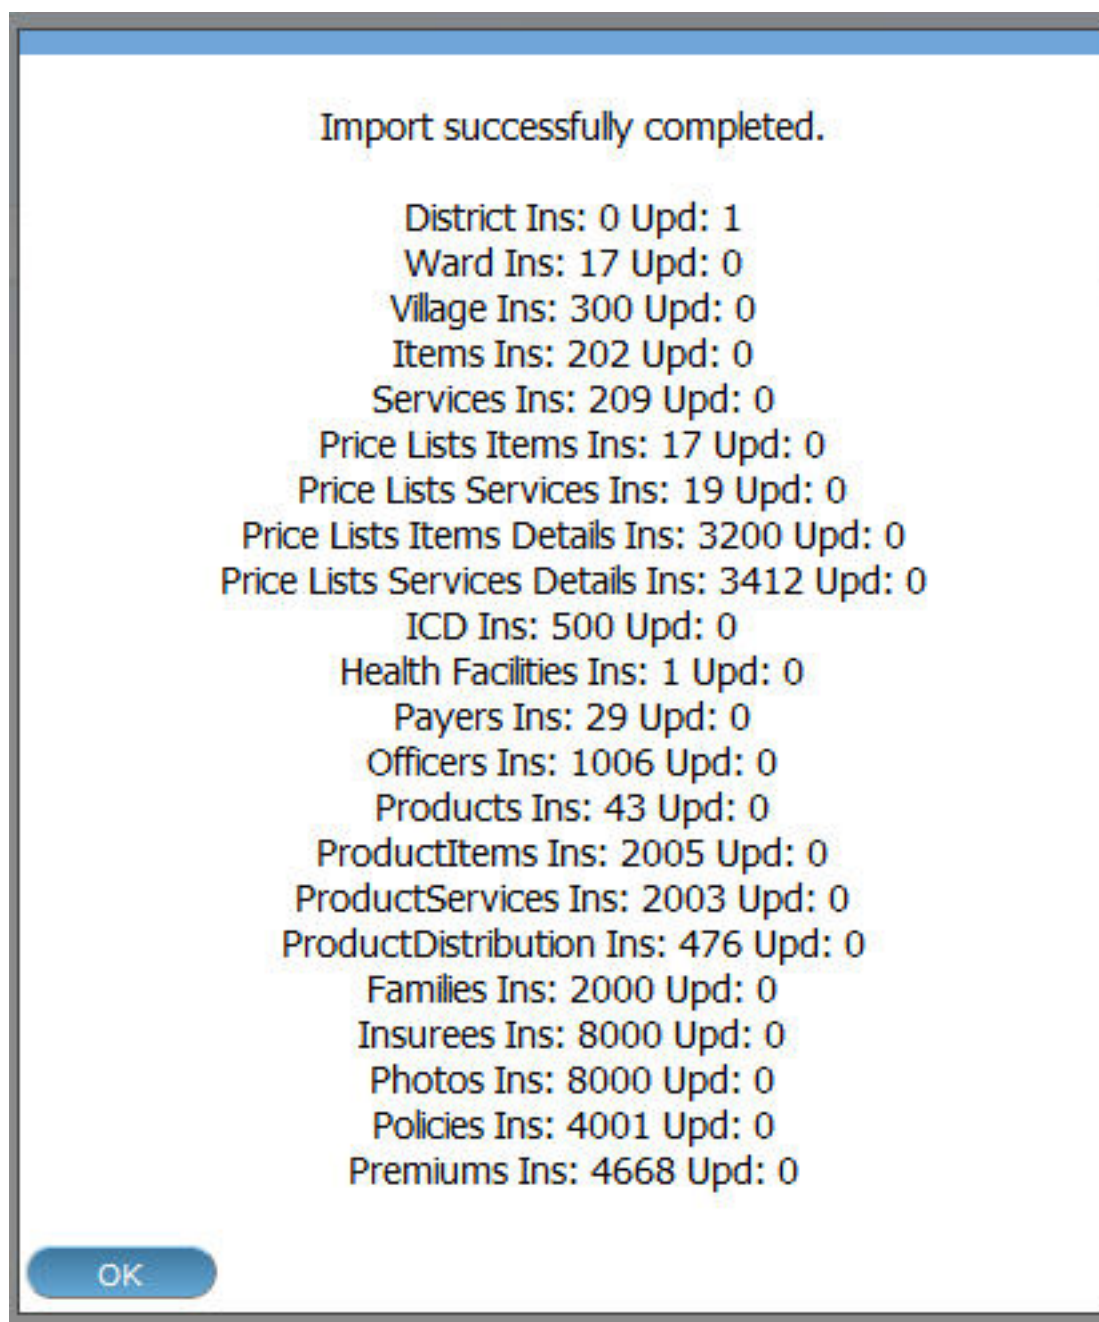 Import successfully completed.
District Ins: 0 Upd: 1
Ward Ins: 17 Upd: 0
Village Ins: 300 Upd: 0
Items Ins: 202 Upd: 0
Services Ins: 209 Upd: 0
Price Lists Items Ins: 17 Upd: 0
Price Lists Services Ins: 19 Upd: 0
Price Lists Items Details Ins: 3200 Upd: 0
Price Lists Services Details Ins: 3412 Upd: 0
ICD Ins: 500 Upd: 0
Health Facilities Ins: 1 Upd: 0
Payers Ins: 29 Upd: 0
Officers Ins: 1006 Upd: 0
Products Ins: 43 Upd: 0
ProductItems Ins: 2005 Upd: 0
ProductServices Ins: 2003 Upd: 0
ProductDistribution Ins: 476 Upd: 0
Families Ins: 2000 Upd: 0
Insurees Ins: 8000 Upd: 0
Photos Ins: 8000 Upd: 0
Policies Ins: 4001 Upd: 0
Premiums Ins: 4668 Upd: 0
OK